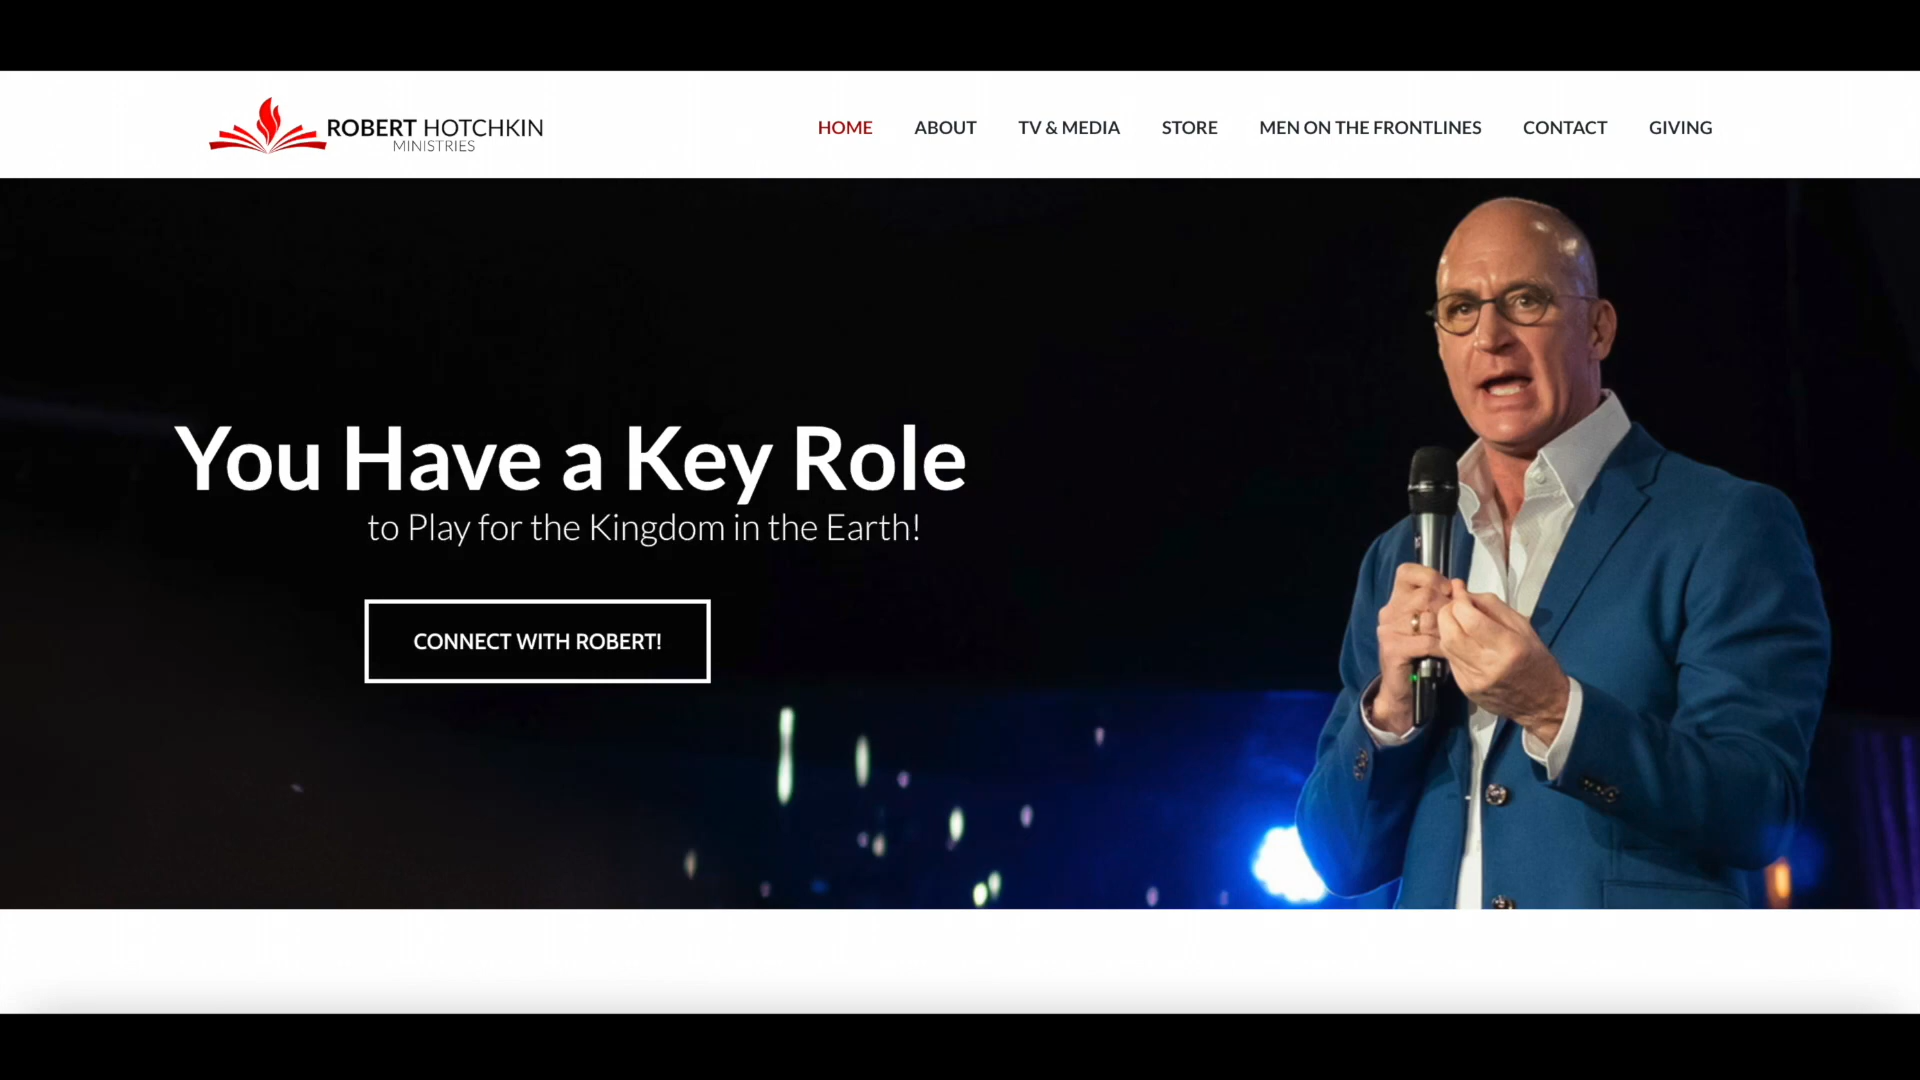 ROBERT HOTCHKIN
MINISTRIES
HOME ABOUT TV & MEDIA STORE MEN ON THE FRONTLINES CONTACT GIVING
You Have a Key Role
to Play for the Kingdom in the Earth!
CONNECT WITH ROBERT!